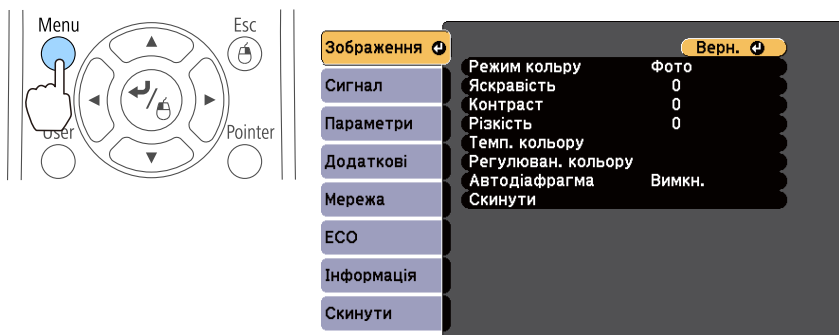 Menu
Esc
User
Pointer
Зображення
Сигнал
Параметри
Додаткові
Мережа
ECO
Інформація
Скинути
Верн.
Режим кольру Фото
Яскравість 0
Контраст 0
Різкість 0
Темп. кольору
Регулюван. кольору
Автодіафрагма Вимкн.
Скинути